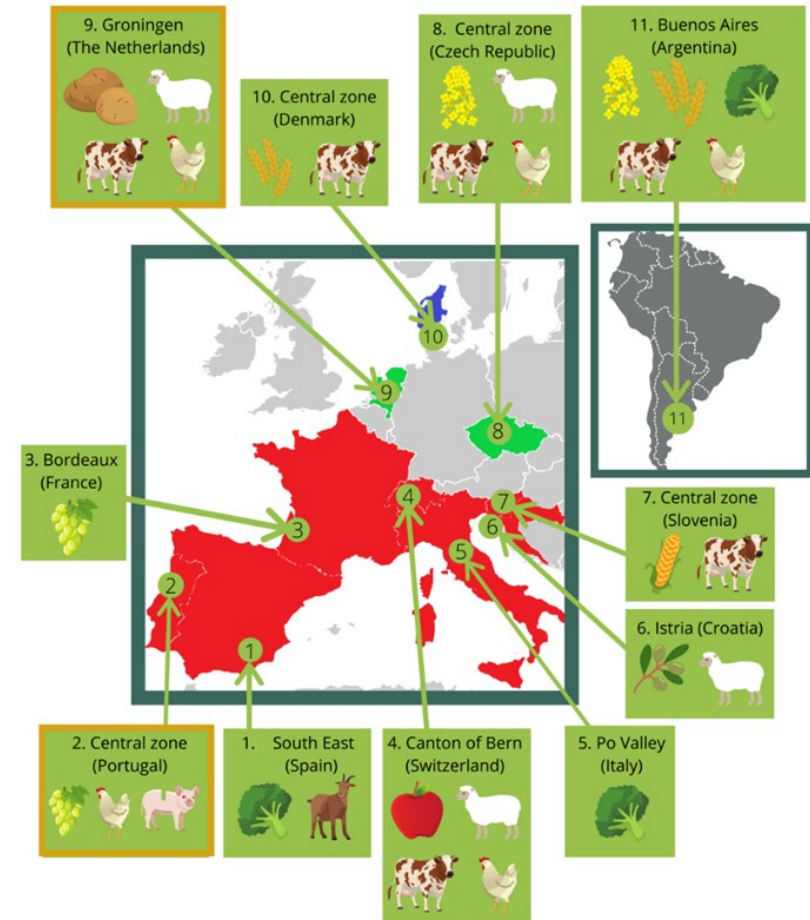 9. Groningen
(The Netherlands)
8. Central zone
(Czech Republic)
11. Buenos Aires
(Argentina)
10. Central zone
(Denmark)
10
9
8
11
3. Bordeaux
(France)
4
7
3
6
5
2
1
7. Central zone
(Slovenia)
6. Istria (Croatia)
2. Central zone
(Portugal)
1. South East
(Spain)
4. Canton of Bern
(Switzerland)
5. Po Valley
(Italy)